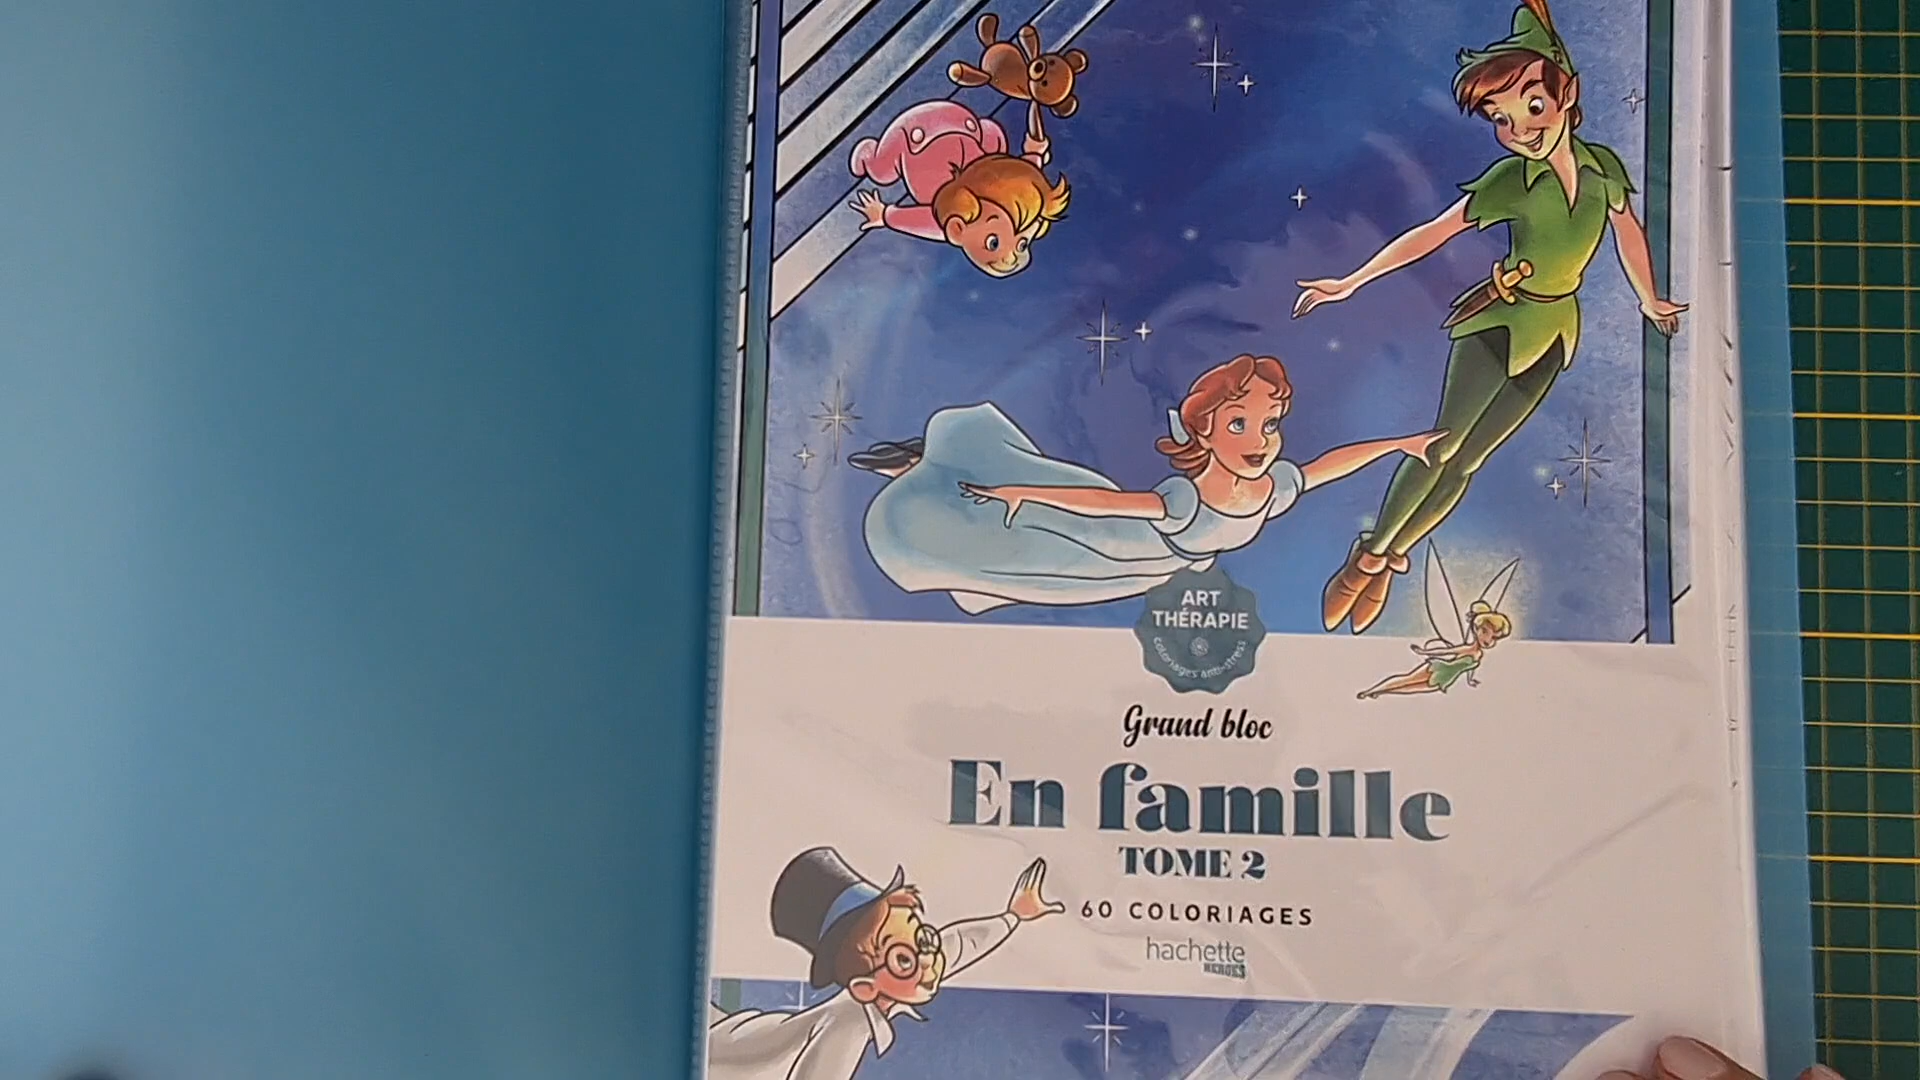 ART
THÉRAPIE
coloriages anti-stress
Grand bloc
En famille
TOME 2
60 COLORIAGES
hachette
HEROES